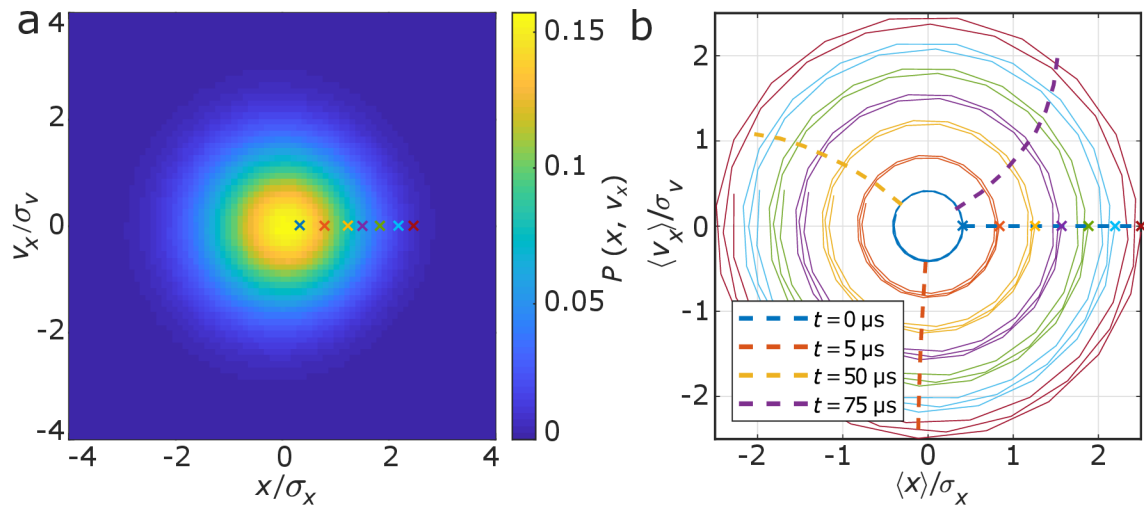 a
4
2
0
-2
-4
v_x/σ_v
-4
-2
0
2
4
x/σ_x
0.15
0.1
0.05
0
P (x, v_x)
b
2
1
0
-1
-2
⟨v_x⟩/σ_v
t = 0 µs
t = 5 µs
t = 50 µs
t = 75 µs
-2
-1
0
1
2
⟨x⟩/σ_x